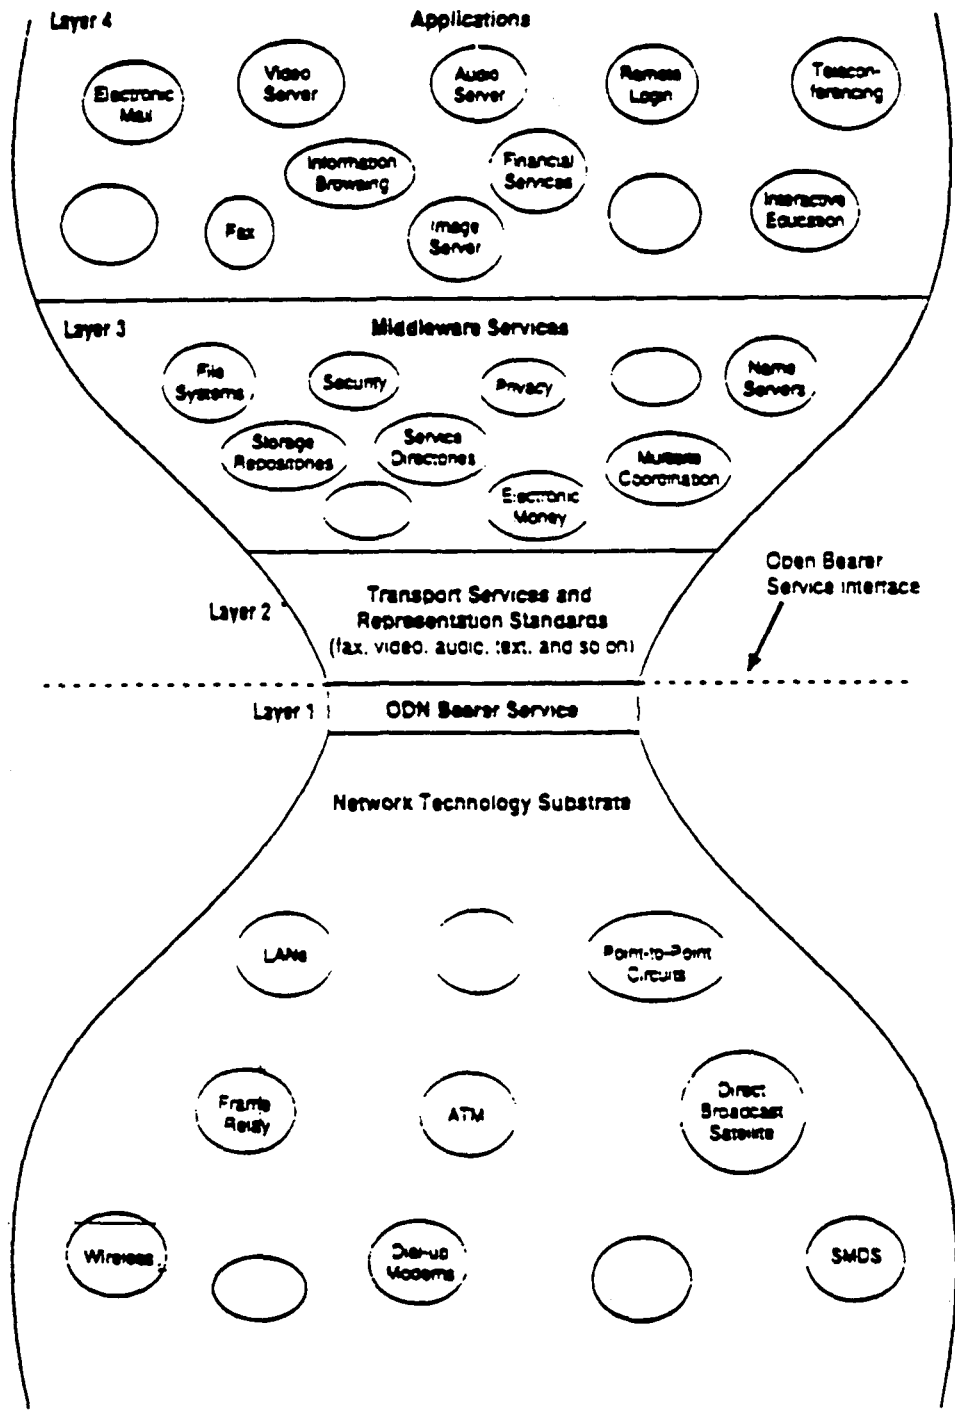 Layer 4
Applications
Electronic
Mail
Video
Server
Audio
Server
Remote
Login
Telecon-
ferencing
Information
Browsing
Financial
Services
Fax
Image
Server
Interactive
Education
Layer 3
Middleware Services
File
Systems
Security
Privacy
Name
Servers
Storage
Repositories
Service
Directories
Multisite
Coordination
Electronic
Money
Open Bearer
Service Interface
Layer 2
Transport Services and
Representation Standards
(fax, video, audio, text, and so on)
Layer 1
ODN Bearer Service
Network Technology Substrate
LANs
Point-to-Point
Circuits
Frame
Relay
ATM
Direct
Broadcast
Satellite
Wireless
Dial-up
Modems
SMDS